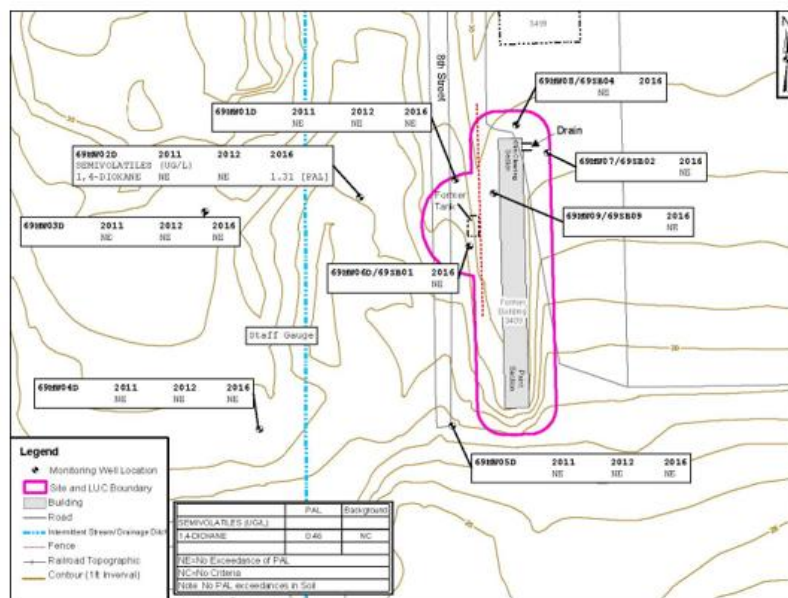 3499
N
8th Street
69MW08/69SB04 2016
NE
69MW01D 2011 2012 2016
NE NE NE
Drain
69MW02D 2011 2012 2016
SEMIVOLATILES (UG/L)
1,4-DIOXANE NE NE 1.31 [PAL]
69MW07/69SB02 2016
NE
Former
Tank
69MW03D 2011 2012 2016
NE NE NE
69MW09/69SB09 2016
NE
69MW06D/69SB01 2016
NE
Former
Building
3409
Staff Gauge
30
Paint
Section
69MW04D 2011 2012 2016
NE NE NE
69MW05D 2011 2012 2016
NE NE NE
Legend
Monitoring Well Location
Site and LUC Boundary
Building
Road
Intermittent Stream/Drainage Ditch
Fence
Railroad Topographic
Contour (1ft Inverval)
PAL Background
SEMIVOLATILES (UG/L)
1,4-DIOXANE 0.46 NC
NE=No Exceedance of PAL
NC=No Criteria
Note: No PAL exceedances in Soil